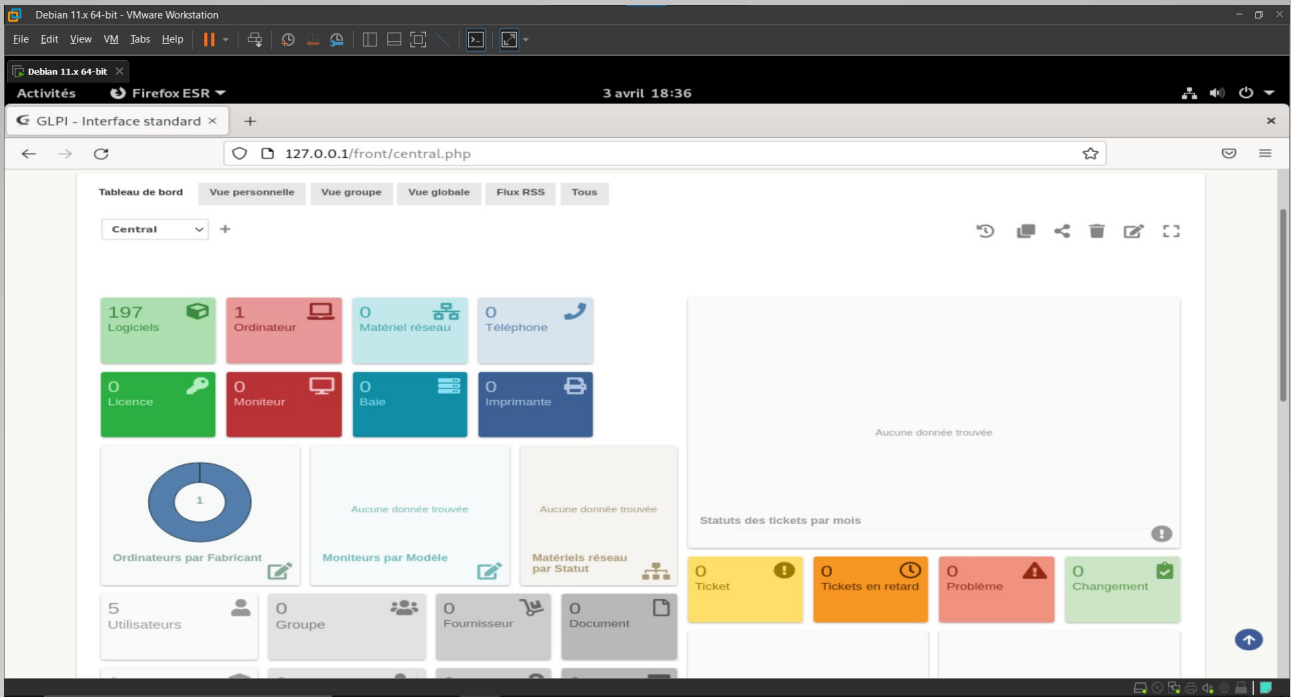 Debian 11.x 64-bit - VMware Workstation
File Edit View VM Tabs Help
Debian 11.x 64-bit
Activités Firefox ESR 3 avril 18:36
GLPI - Interface standard
127.0.0.1/front/central.php
Tableau de bord Vue personnelle Vue groupe Vue globale Flux RSS Tous
Central
197
Logiciels
1
Ordinateur
0
Matériel réseau
0
Téléphone
0
Licence
0
Moniteur
0
Baie
0
Imprimante
Aucune donnée trouvée
Statuts des tickets par mois
1
Ordinateurs par Fabricant
Aucune donnée trouvée
Moniteurs par Modèle
Aucune donnée trouvée
Matériels réseau
par Statut
0
Ticket
0
Tickets en retard
0
Problème
0
Changement
5
Utilisateurs
0
Groupe
0
Fournisseur
0
Document